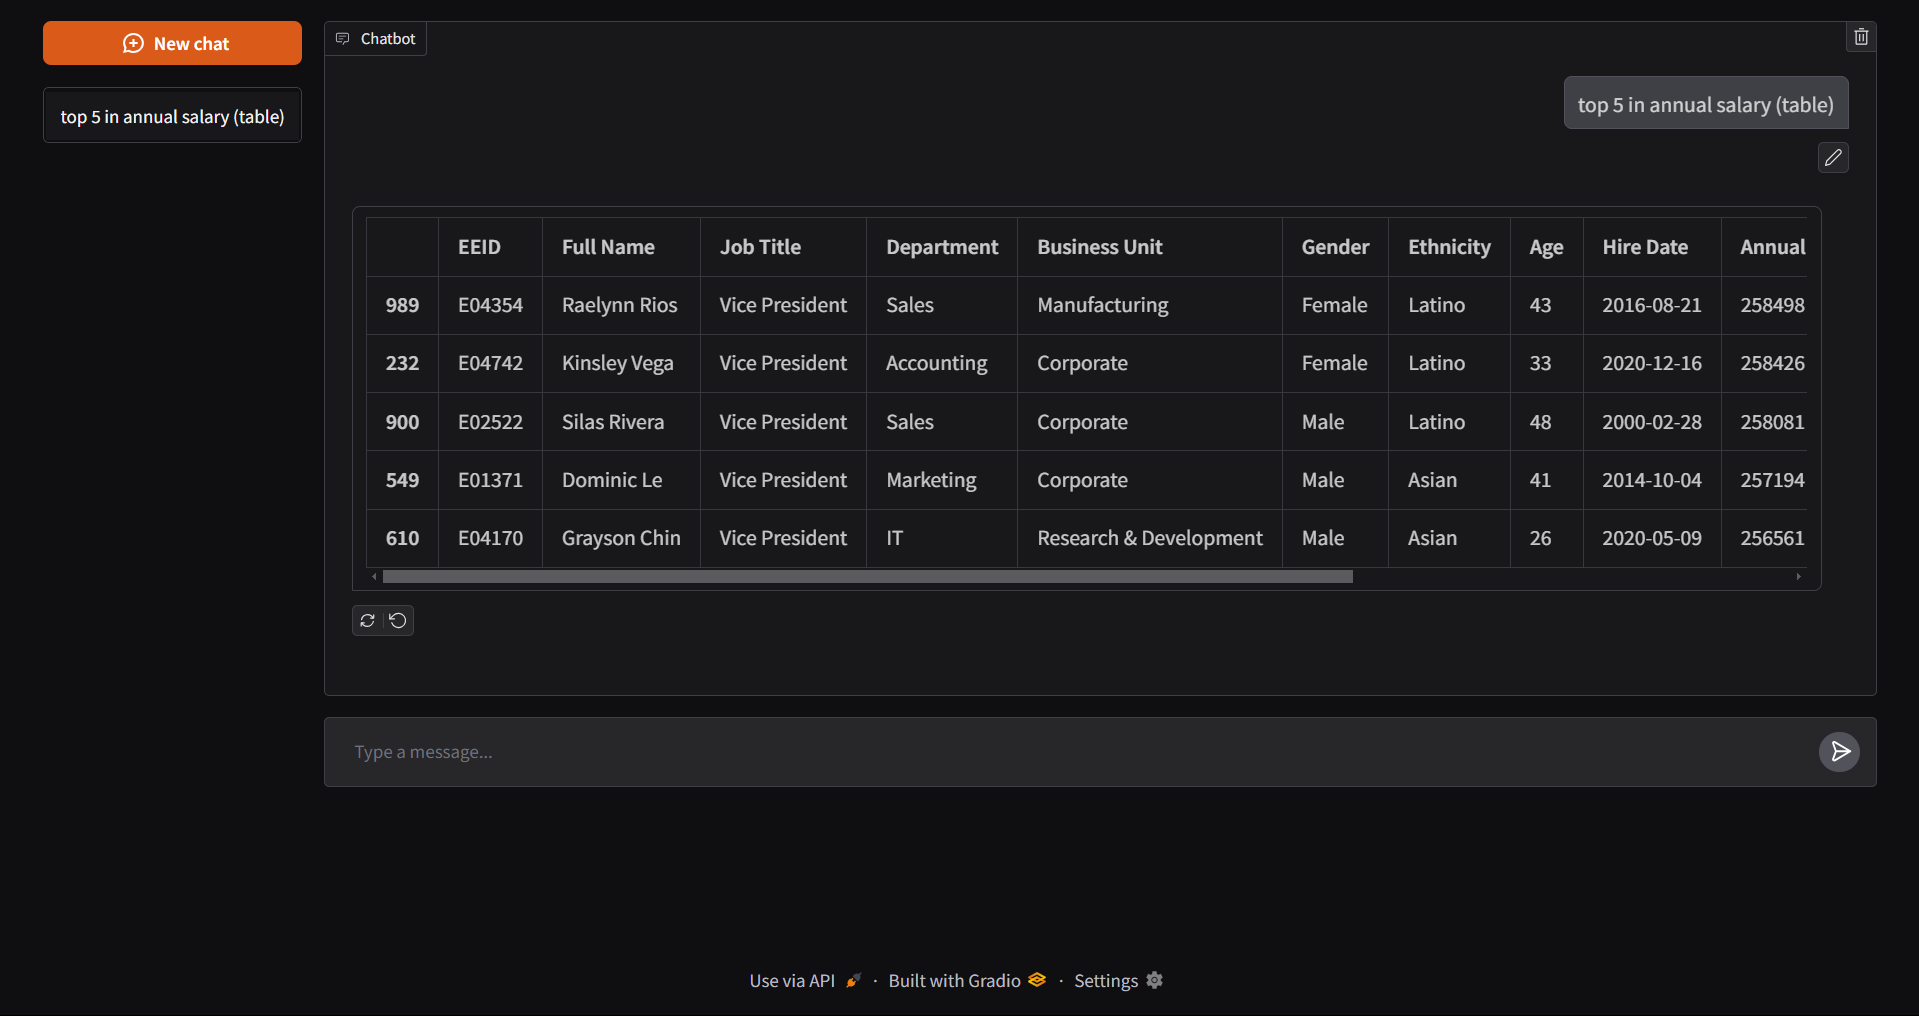 New chat
top 5 in annual salary (table)
Chatbot
top 5 in annual salary (table)
EEID Full Name Job Title Department Business Unit Gender Ethnicity Age Hire Date Annual
989 E04354 Raelynn Rios Vice President Sales Manufacturing Female Latino 43 2016-08-21 258498
232 E04742 Kinsley Vega Vice President Accounting Corporate Female Latino 33 2020-12-16 258426
900 E02522 Silas Rivera Vice President Sales Corporate Male Latino 48 2000-02-28 258081
549 E01371 Dominic Le Vice President Marketing Corporate Male Asian 41 2014-10-04 257194
610 E04170 Grayson Chin Vice President IT Research & Development Male Asian 26 2020-05-09 256561
Type a message...
Use via API · Built with Gradio · Settings